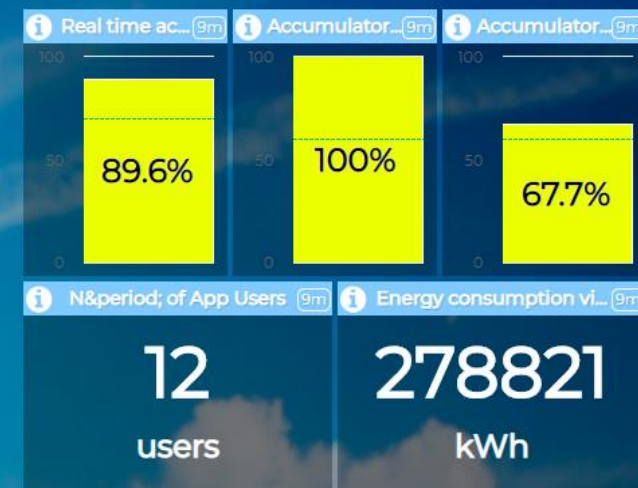 Real time ac... 9m
Accumulator... 9m
Accumulator... 9m
100
50
0
89.6%
100
50
0
100%
100
50
0
67.7%
N&period; of App Users 9m
Energy consumption vi... 9m
12
users
278821
kWh